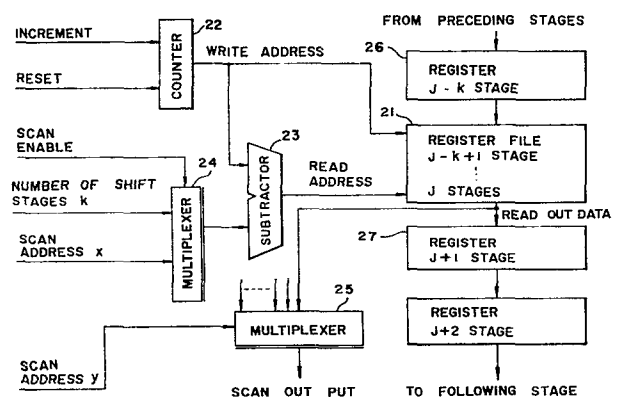 INCREMENT
RESET
COUNTER
22
WRITE ADDRESS
FROM PRECEDING STAGES
26
REGISTER
J - k STAGE
21
REGISTER FILE
J - k+1 STAGE
⋮
J STAGES
SCAN
ENABLE
NUMBER OF SHIFT
STAGES k
SCAN
ADDRESS x
24
MULTIPLEXER
23
SUBTRACTOR
READ
ADDRESS
READ OUT DATA
27
REGISTER
J+1 STAGE
REGISTER
J+2 STAGE
25
MULTIPLEXER
SCAN
ADDRESS y
SCAN OUT PUT
TO FOLLOWING STAGE